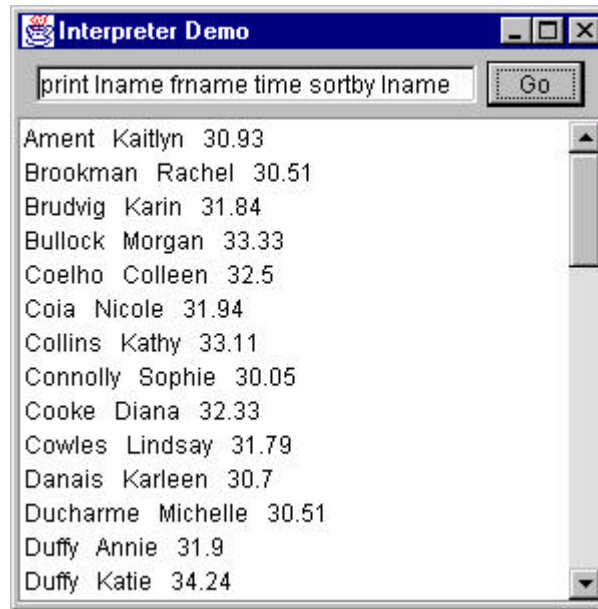 Interpreter Demo
print lname frname time sortby lname
Go
Ament Kaitlyn 30.93
Brookman Rachel 30.51
Brudvig Karin 31.84
Bullock Morgan 33.33
Coelho Colleen 32.5
Coia Nicole 31.94
Collins Kathy 33.11
Connolly Sophie 30.05
Cooke Diana 32.33
Cowles Lindsay 31.79
Danais Karleen 30.7
Ducharme Michelle 30.51
Duffy Annie 31.9
Duffy Katie 34.24